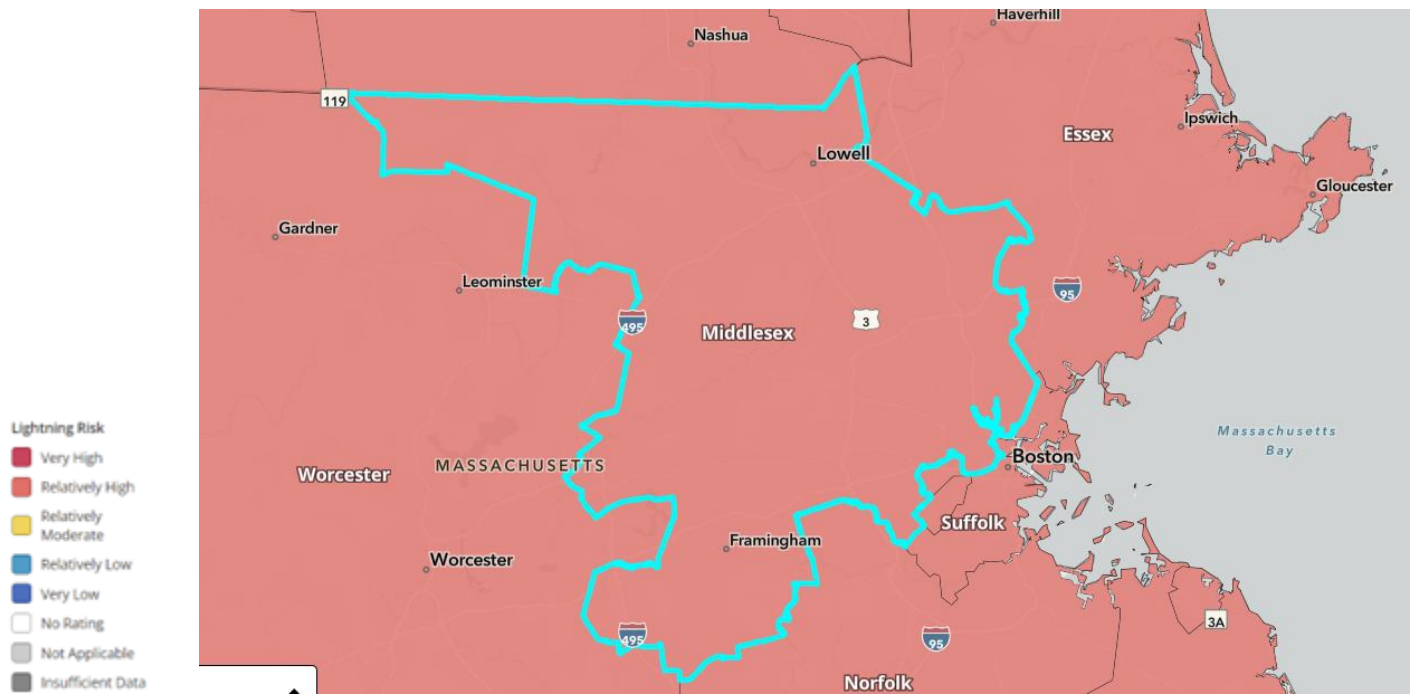 Haverhill
Nashua
119
Ipswich
Essex
Lowell
Gloucester
Gardner
Leominster
95
495
3
Middlesex
Massachusetts
Bay
Lightning Risk
Very High
Relatively High
Relatively
Moderate
Relatively Low
Very Low
No Rating
Not Applicable
Insufficient Data
Worcester
MASSACHUSETTS
Boston
Suffolk
Framingham
Worcester
495
95
3A
Norfolk